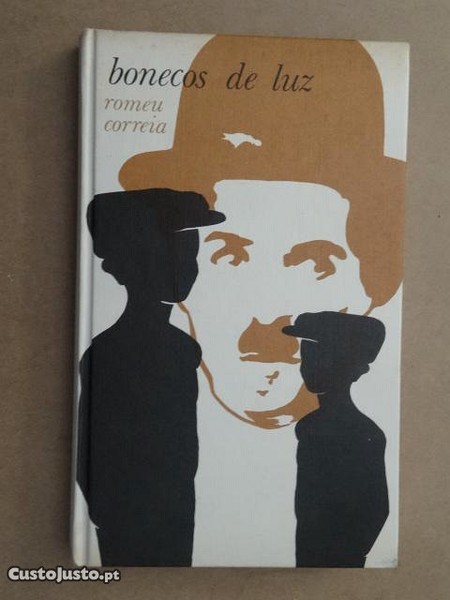 bonecos de luz
romeu
correia
CustoJusto.pt